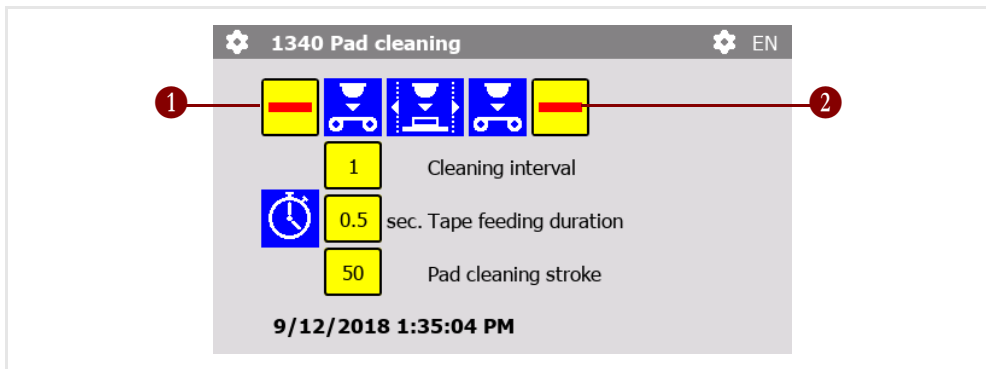 1340 Pad cleaning EN
1 2
1 Cleaning interval
0.5 sec. Tape feeding duration
50 Pad cleaning stroke
9/12/2018 1:35:04 PM